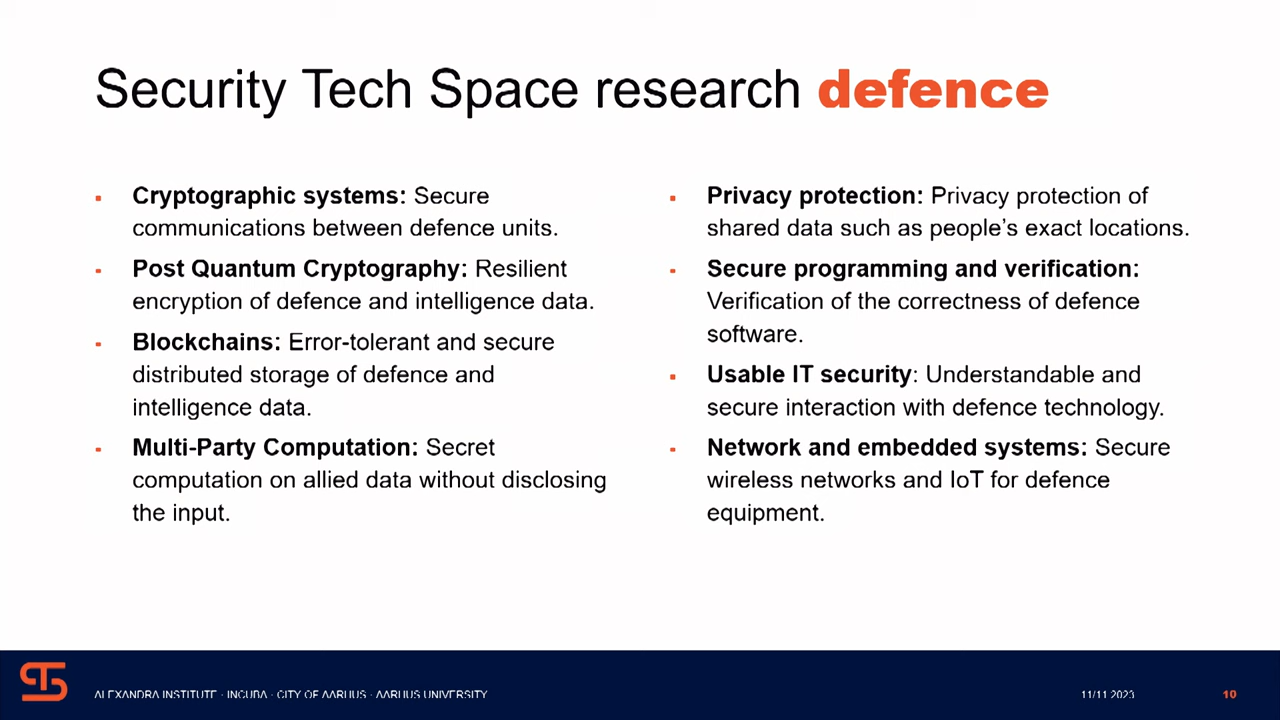 Security Tech Space research defence
Cryptographic systems: Secure
communications between defence units.
Post Quantum Cryptography: Resilient
encryption of defence and intelligence data.
Blockchains: Error-tolerant and secure
distributed storage of defence and
intelligence data.
Multi-Party Computation: Secret
computation on allied data without disclosing
the input.
Privacy protection: Privacy protection of
shared data such as people’s exact locations.
Secure programming and verification:
Verification of the correctness of defence
software.
Usable IT security: Understandable and
secure interaction with defence technology.
Network and embedded systems: Secure
wireless networks and IoT for defence
equipment.
ALEXANDRA INSTITUTE · INCUBA · CITY OF AARHUS · AARHUS UNIVERSITY
11/11 2023
10